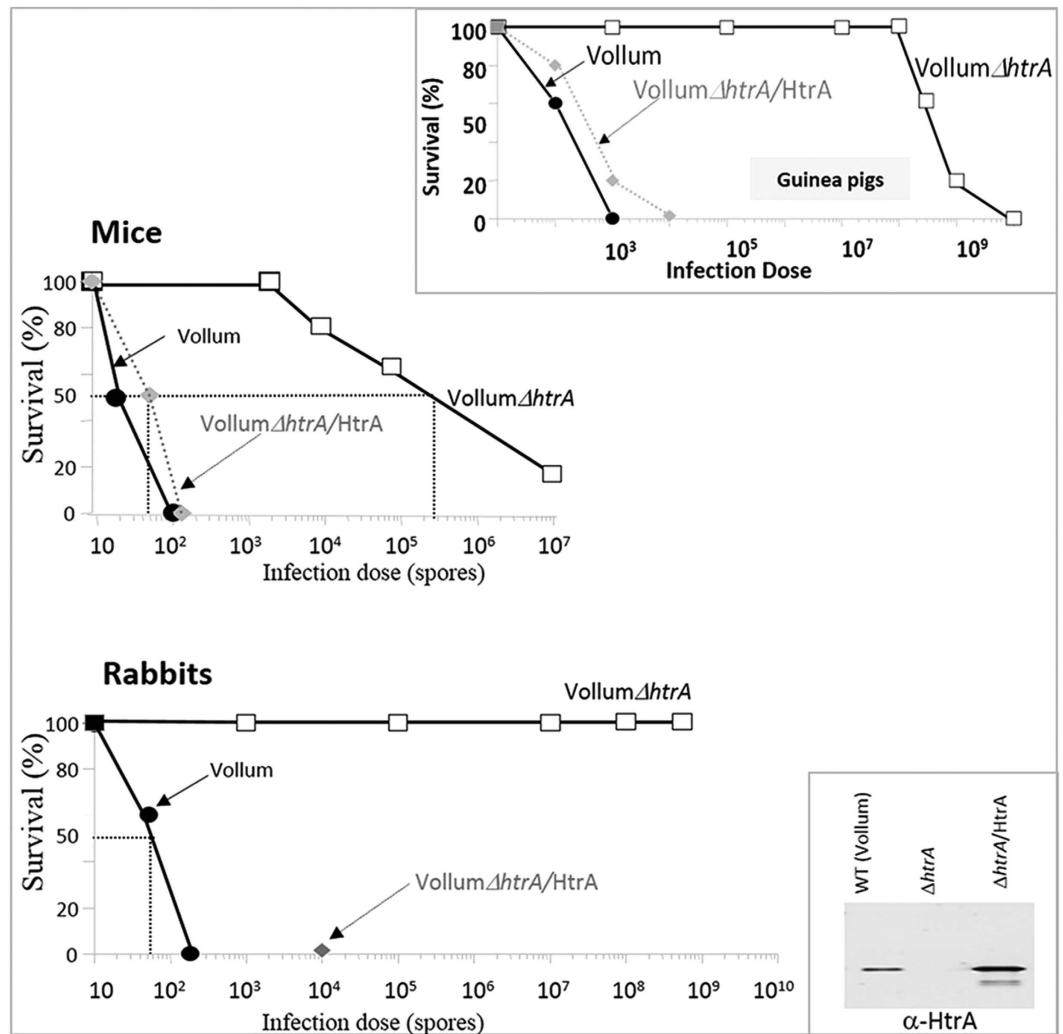 100
80
50
20
0
Survival (%)
Vollum
VollumΔhtrA/HtrA
VollumΔhtrA
Guinea pigs
10³ 10⁵ 10⁷ 10⁹
Infection Dose
Mice
100
80
50
20
0
Survival (%)
Vollum
VollumΔhtrA/HtrA
VollumΔhtrA
10 10² 10³ 10⁴ 10⁵ 10⁶ 10⁷
Infection dose (spores)
Rabbits
100
80
50
20
0
Survival (%)
VollumΔhtrA
Vollum
VollumΔhtrA/HtrA
10 10² 10³ 10⁴ 10⁵ 10⁶ 10⁷ 10⁸ 10⁹ 10¹⁰
Infection dose (spores)
WT (Vollum)
ΔhtrA
ΔhtrA/HtrA
α-HtrA